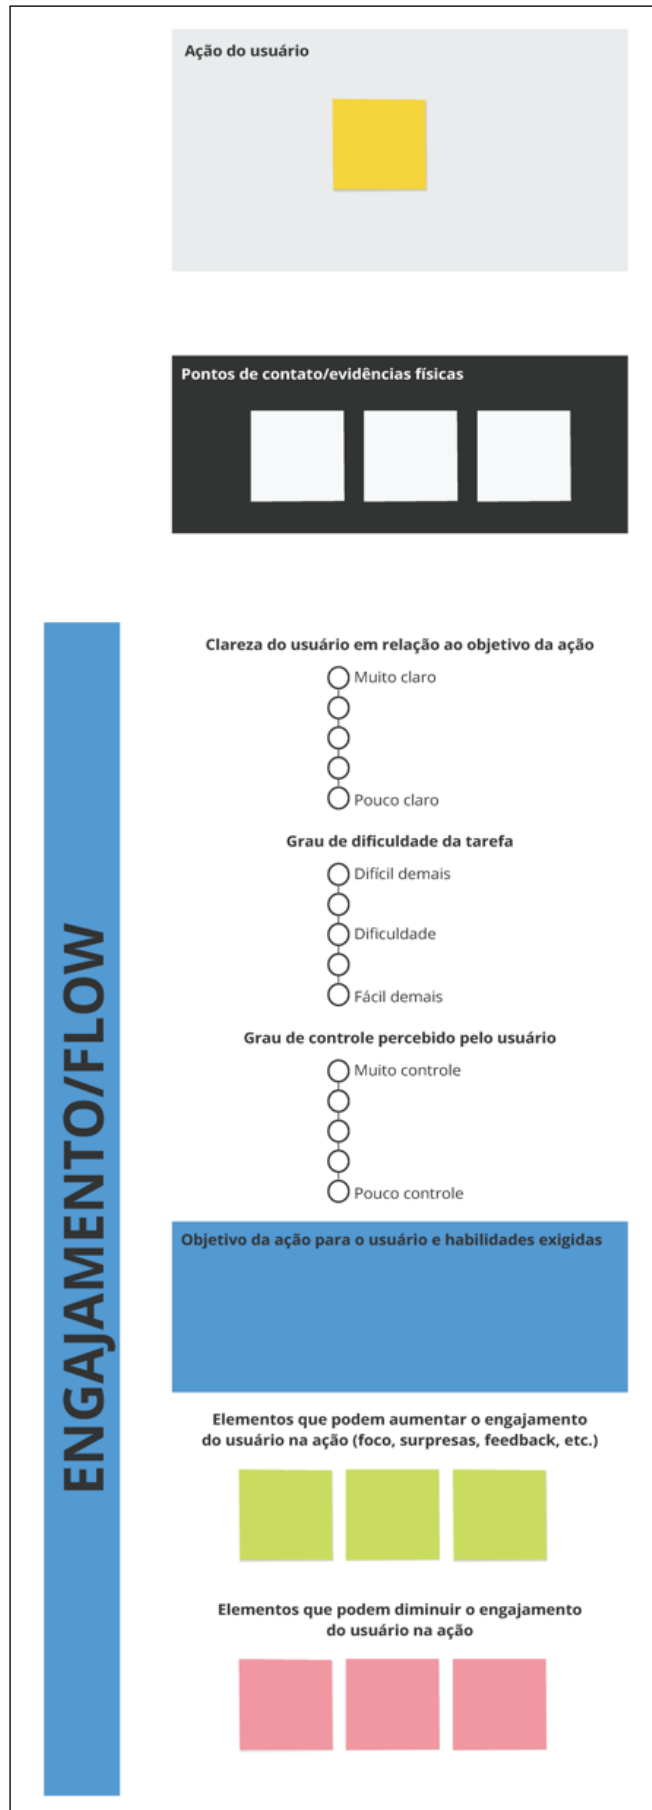 Ação do usuário
Pontos de contato/evidências físicas
ENGAJAMENTO/FLOW
Clareza do usuário em relação ao objetivo da ação
Muito claro
Pouco claro
Grau de dificuldade da tarefa
Difícil demais
Dificuldade
Fácil demais
Grau de controle percebido pelo usuário
Muito controle
Pouco controle
Objetivo da ação para o usuário e habilidades exigidas
Elementos que podem aumentar o engajamento
do usuário na ação (foco, surpresas, feedback, etc.)
Elementos que podem diminuir o engajamento
do usuário na ação